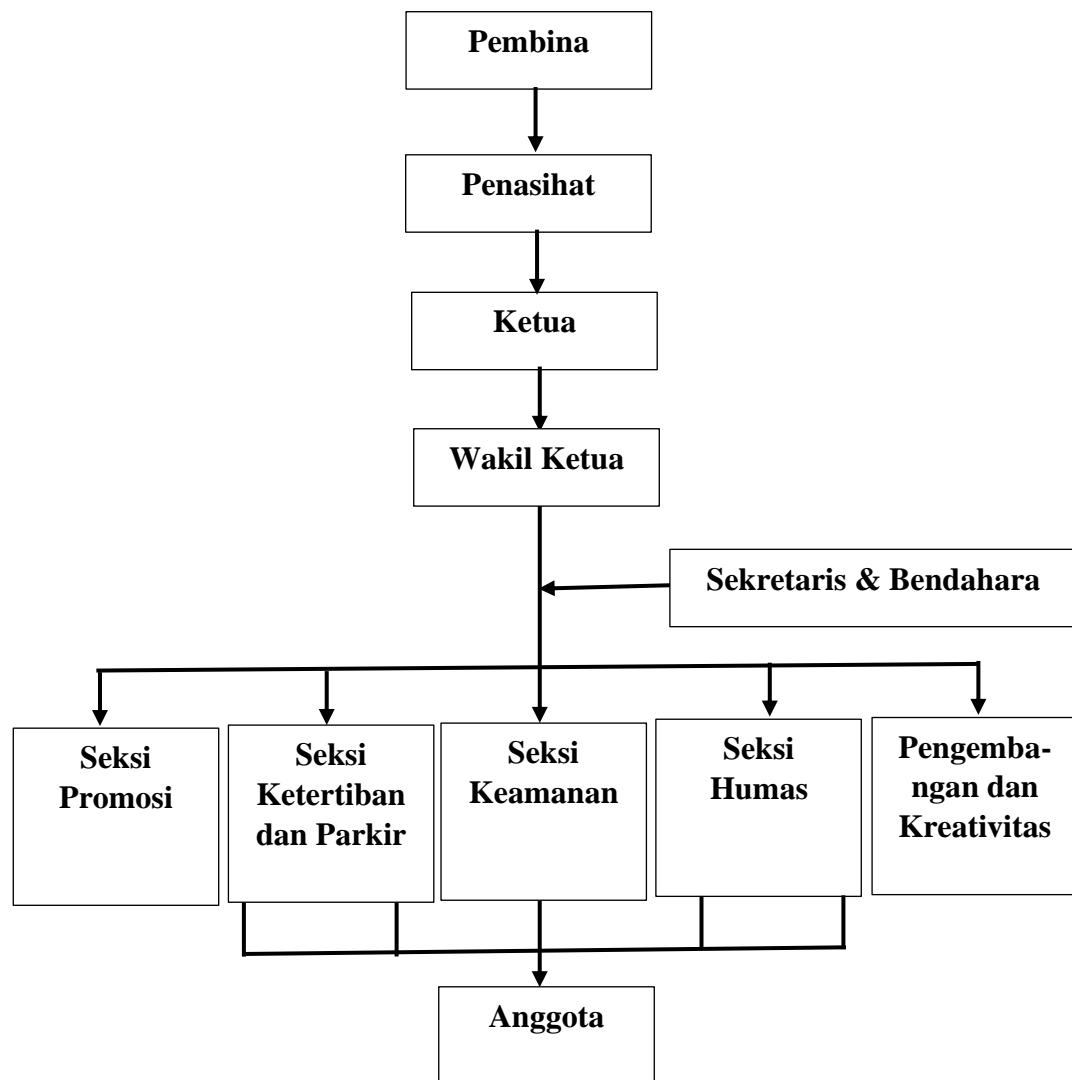 Pembina
Penasihat
Ketua
Wakil Ketua
Sekretaris & Bendahara
Seksi
Promosi
Seksi
Ketertiban
dan Parkir
Seksi
Keamanan
Seksi
Humas
Pengemba-
ngan dan
Kreativitas
Anggota